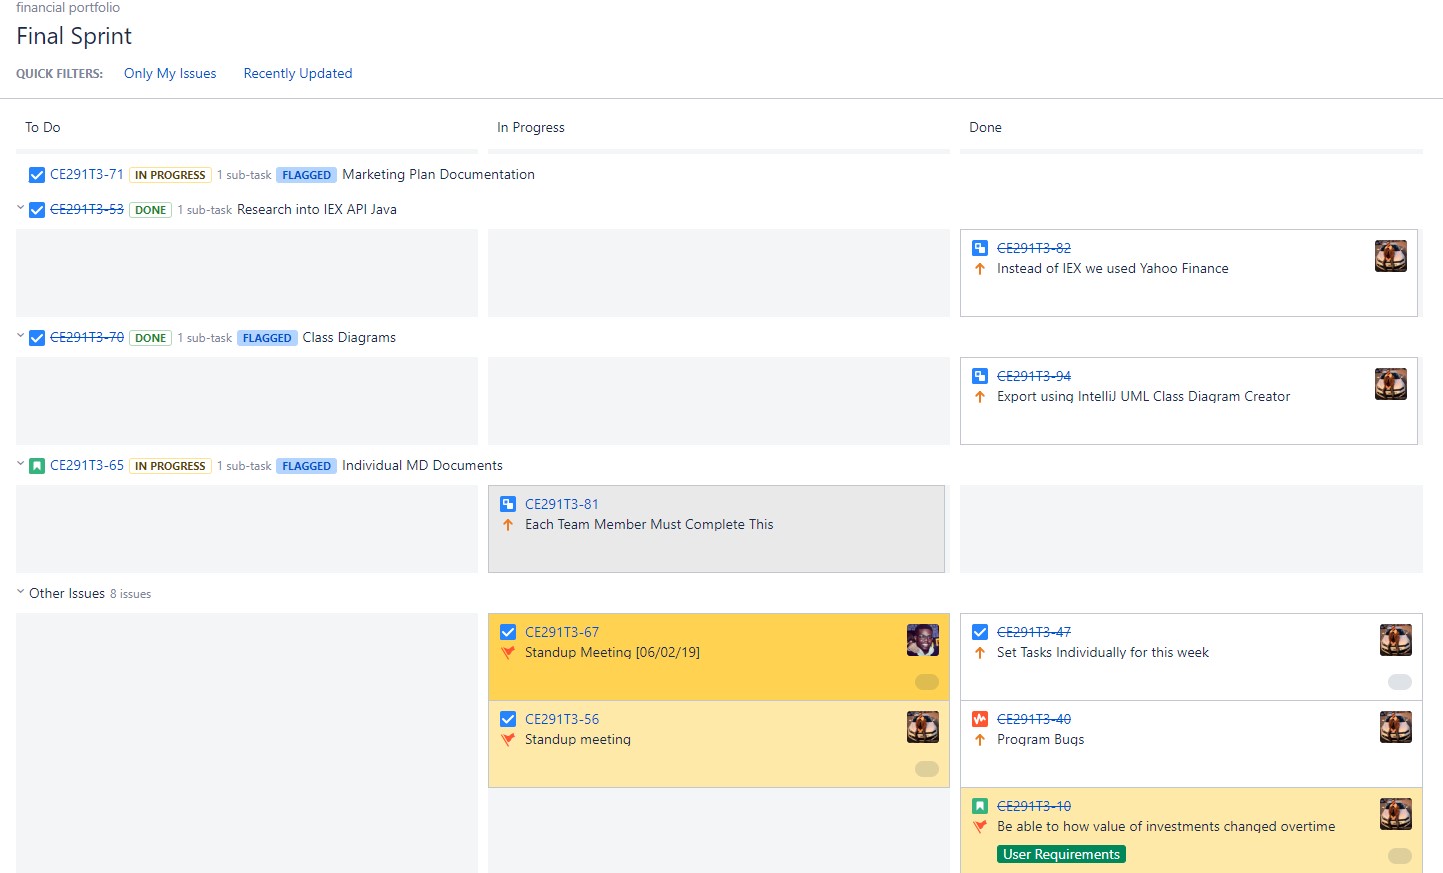 financial portfolio
Final Sprint
QUICK FILTERS: Only My Issues Recently Updated
To Do In Progress Done
CE291T3-71 IN PROGRESS 1 sub-task FLAGGED Marketing Plan Documentation
CE291T3-53 DONE 1 sub-task Research into IEX API Java
CE291T3-82
Instead of IEX we used Yahoo Finance
CE291T3-70 DONE 1 sub-task FLAGGED Class Diagrams
CE291T3-94
Export using IntelliJ UML Class Diagram Creator
CE291T3-65 IN PROGRESS 1 sub-task FLAGGED Individual MD Documents
CE291T3-81
Each Team Member Must Complete This
Other Issues 8 issues
CE291T3-67
Standup Meeting [06/02/19]
CE291T3-56
Standup meeting
CE291T3-47
Set Tasks Individually for this week
CE291T3-40
Program Bugs
CE291T3-10
Be able to how value of investments changed overtime
User Requirements